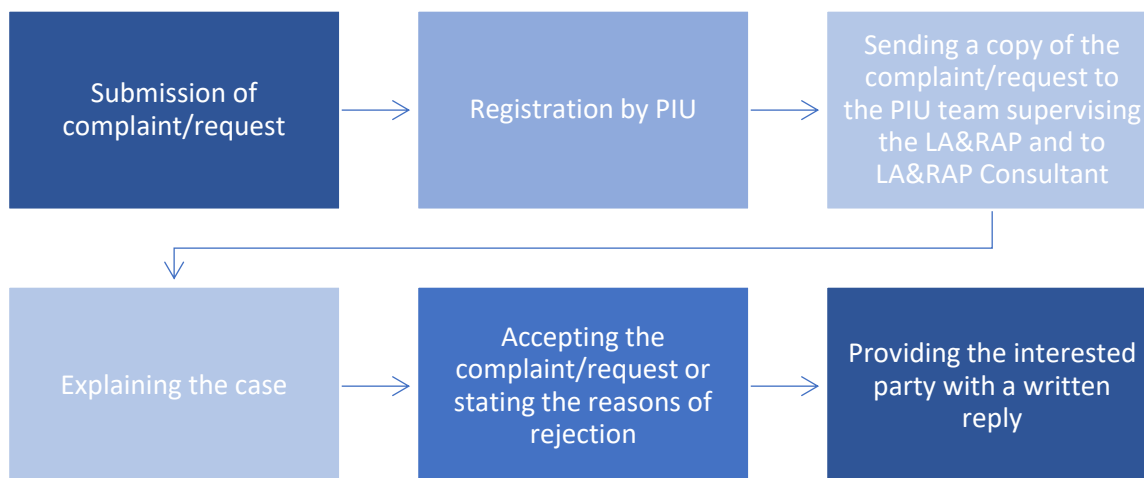 Submission of
complaint/request
Registration by PIU
Sending a copy of the
complaint/request to
the PIU team supervising
the LA&RAP and to
LA&RAP Consultant
Explaining the case
Accepting the
complaint/request or
stating the reasons of
rejection
Providing the interested
party with a written
reply